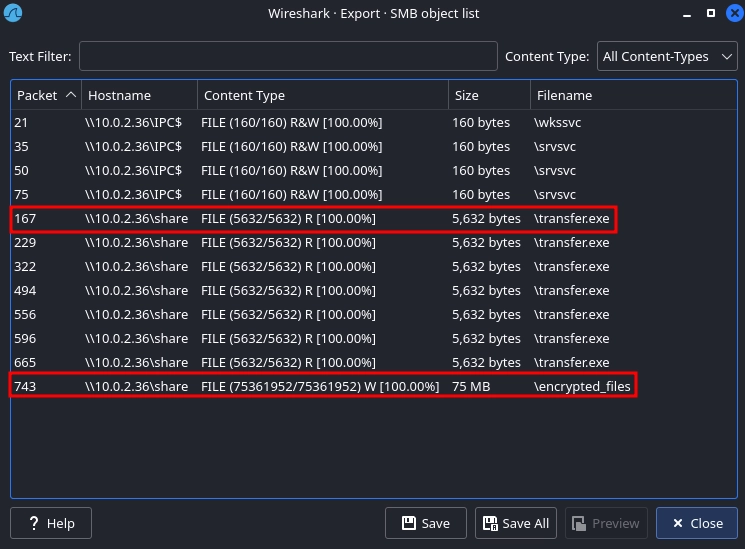 Wireshark · Export · SMB object list
Text Filter: Content Type: All Content-Types
Packet Hostname Content Type Size Filename
21 \\10.0.2.36\IPC$ FILE (160/160) R&W [100.00%] 160 bytes \wkssvc
35 \\10.0.2.36\IPC$ FILE (160/160) R&W [100.00%] 160 bytes \srvsvc
50 \\10.0.2.36\IPC$ FILE (160/160) R&W [100.00%] 160 bytes \srvsvc
75 \\10.0.2.36\IPC$ FILE (160/160) R&W [100.00%] 160 bytes \srvsvc
167 \\10.0.2.36\share FILE (5632/5632) R [100.00%] 5,632 bytes \transfer.exe
229 \\10.0.2.36\share FILE (5632/5632) R [100.00%] 5,632 bytes \transfer.exe
322 \\10.0.2.36\share FILE (5632/5632) R [100.00%] 5,632 bytes \transfer.exe
494 \\10.0.2.36\share FILE (5632/5632) R [100.00%] 5,632 bytes \transfer.exe
556 \\10.0.2.36\share FILE (5632/5632) R [100.00%] 5,632 bytes \transfer.exe
596 \\10.0.2.36\share FILE (5632/5632) R [100.00%] 5,632 bytes \transfer.exe
665 \\10.0.2.36\share FILE (5632/5632) R [100.00%] 5,632 bytes \transfer.exe
743 \\10.0.2.36\share FILE (75361952/75361952) W [100.00%] 75 MB \encrypted_files
? Help Save Save All Preview Close